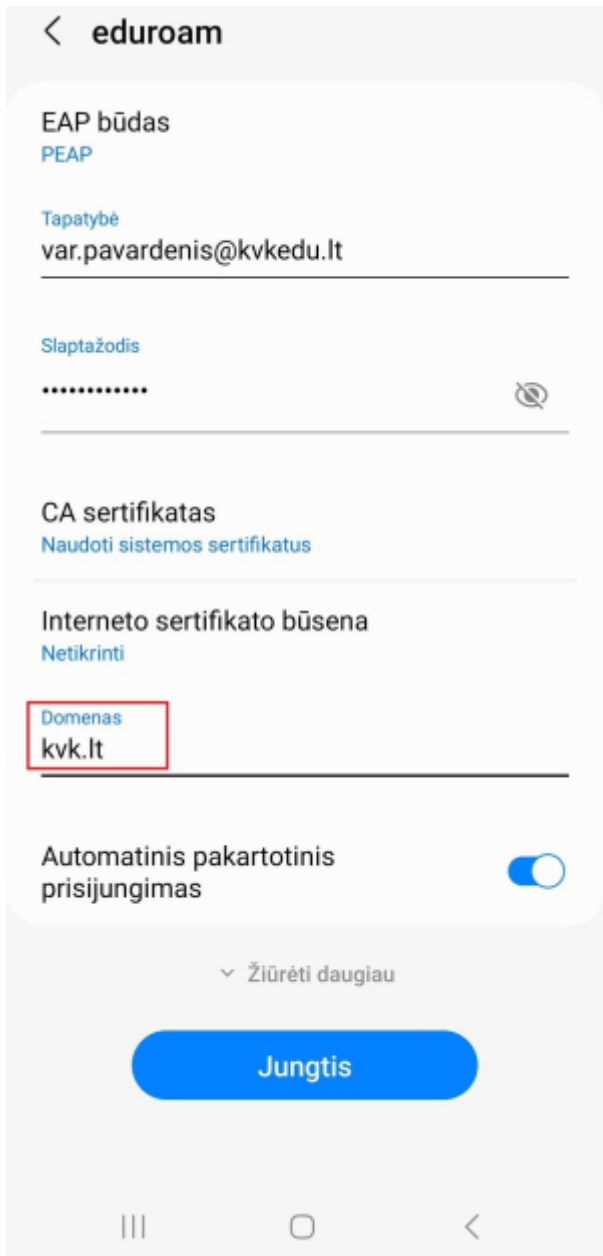 eduroam
EAP būdas
PEAP
Tapatybė
var.pavardenis@kvkedu.lt
Slaptažodis
••••••••••••
CA sertifikatas
Naudoti sistemos sertifikatus
Interneto sertifikato būsena
Netikrinti
Domenas
kvk.lt
Automatinis pakartotinis
prisijungimas
Žiūrėti daugiau
Jungtis